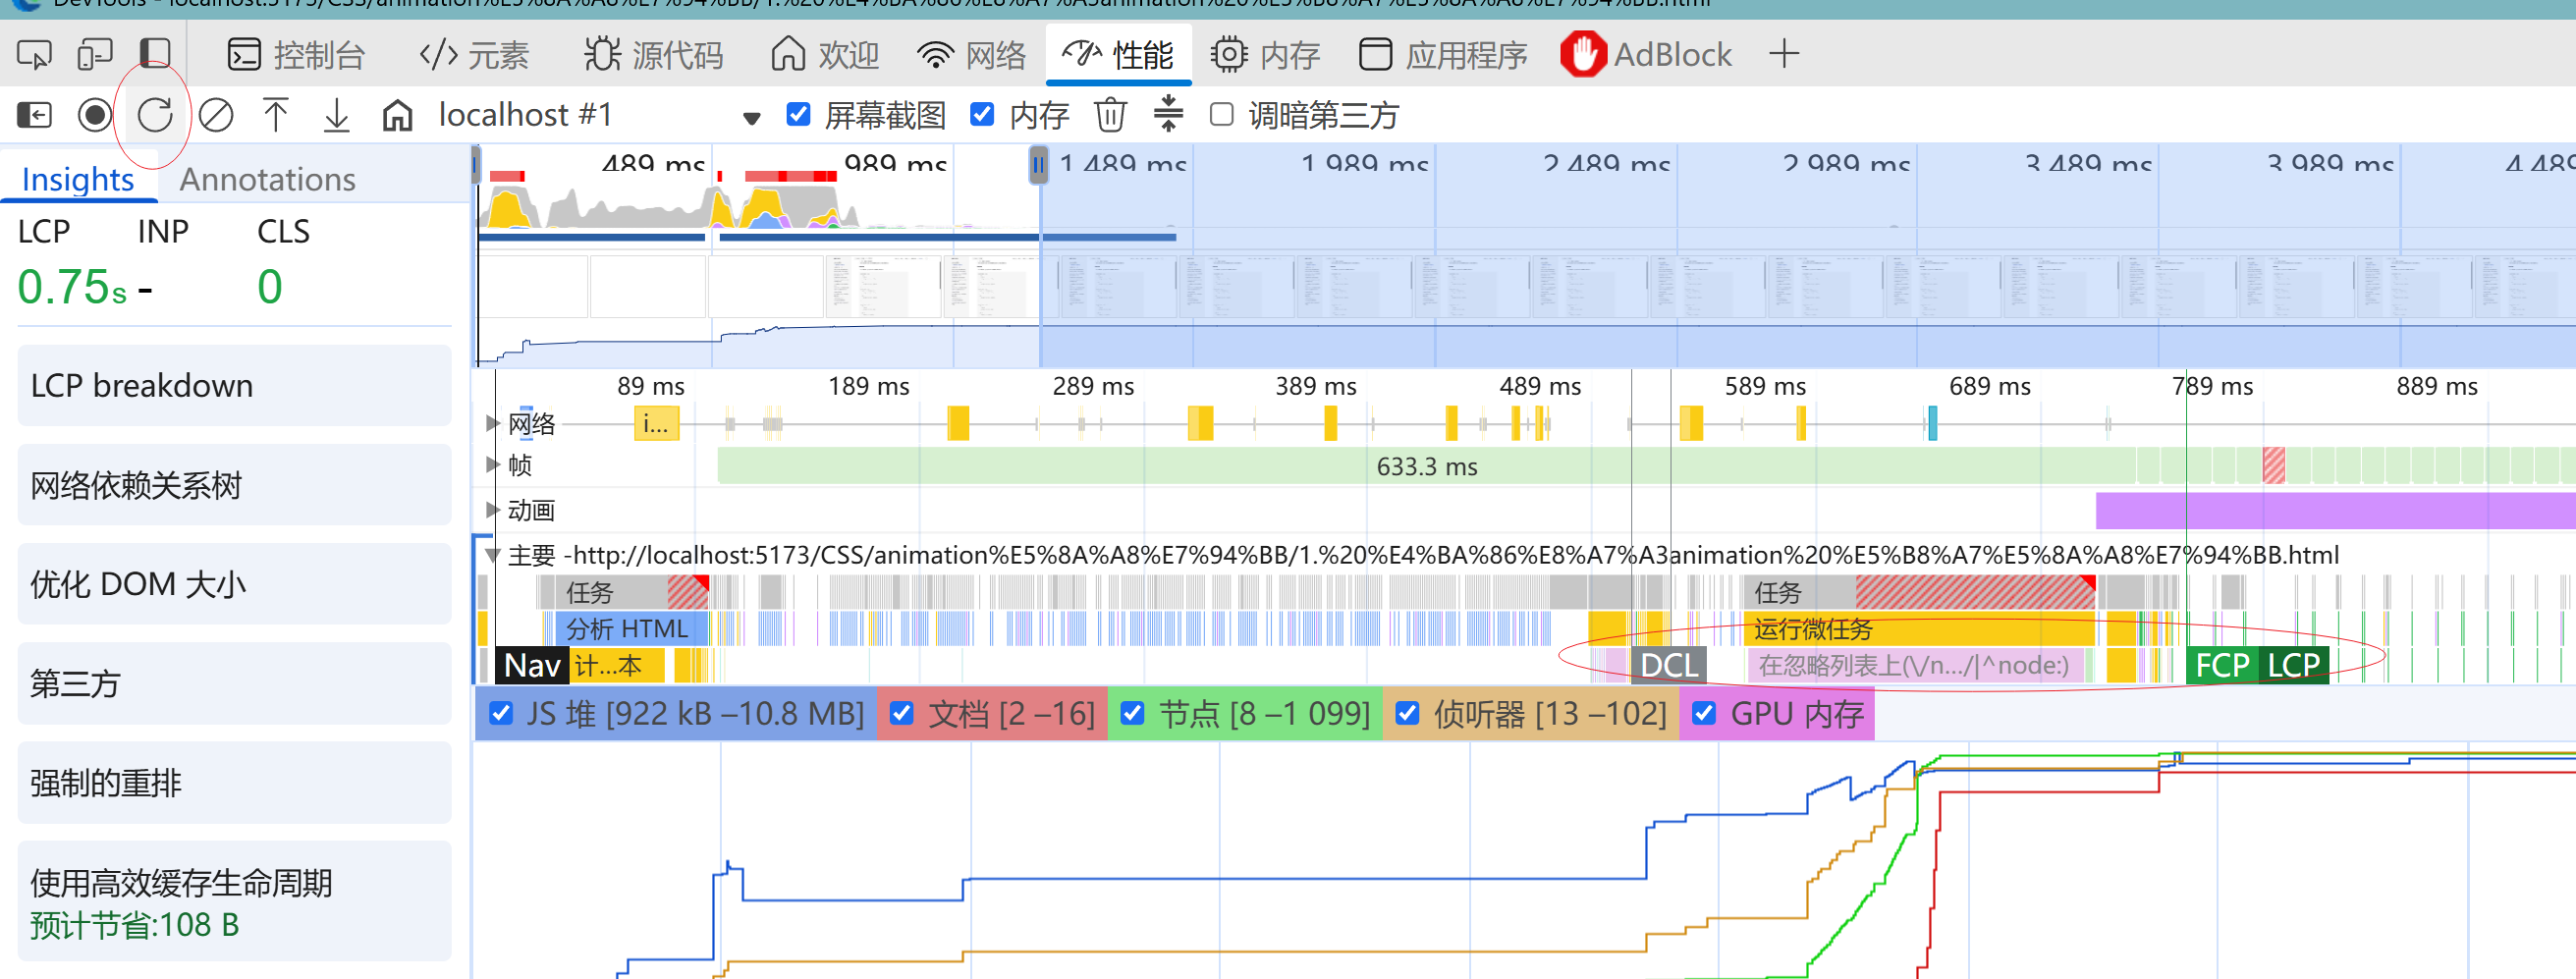 DevTools - localhost:5173/CSS/animation%E5%8A%A8%E7%94%BB/1.%20%E4%BA%86%E8%A7%A3animation%20%E5%B8%A7%E5%8A%A8%E7%94%BB.html
控制台 元素 源代码 欢迎 网络 性能 内存 应用程序 AdBlock
localhost #1 屏幕截图 内存 调暗第三方
Insights Annotations
LCP INP CLS
0.75s - 0
LCP breakdown
网络依赖关系树
优化 DOM 大小
第三方
强制的重排
使用高效缓存生命周期
预计节省:108 B
489 ms 989 ms 1 489 ms 1 989 ms 2 489 ms 2 989 ms 3 489 ms 3 989 ms 4 489
89 ms 189 ms 289 ms 389 ms 489 ms 589 ms 689 ms 789 ms 889 ms
网络 i...
帧 633.3 ms
动画
主要 -http://localhost:5173/CSS/animation%E5%8A%A8%E7%94%BB/1.%20%E4%BA%86%E8%A7%A3animation%20%E5%B8%A7%E5%8A%A8%E7%94%BB.html
任务 任务
分析 HTML 运行微任务
Nav 计...本 DCL 在忽略列表上(\/n.../|^node:) FCP LCP
JS 堆 [922 kB –10.8 MB] 文档 [2 –16] 节点 [8 –1 099] 侦听器 [13 –102] GPU 内存